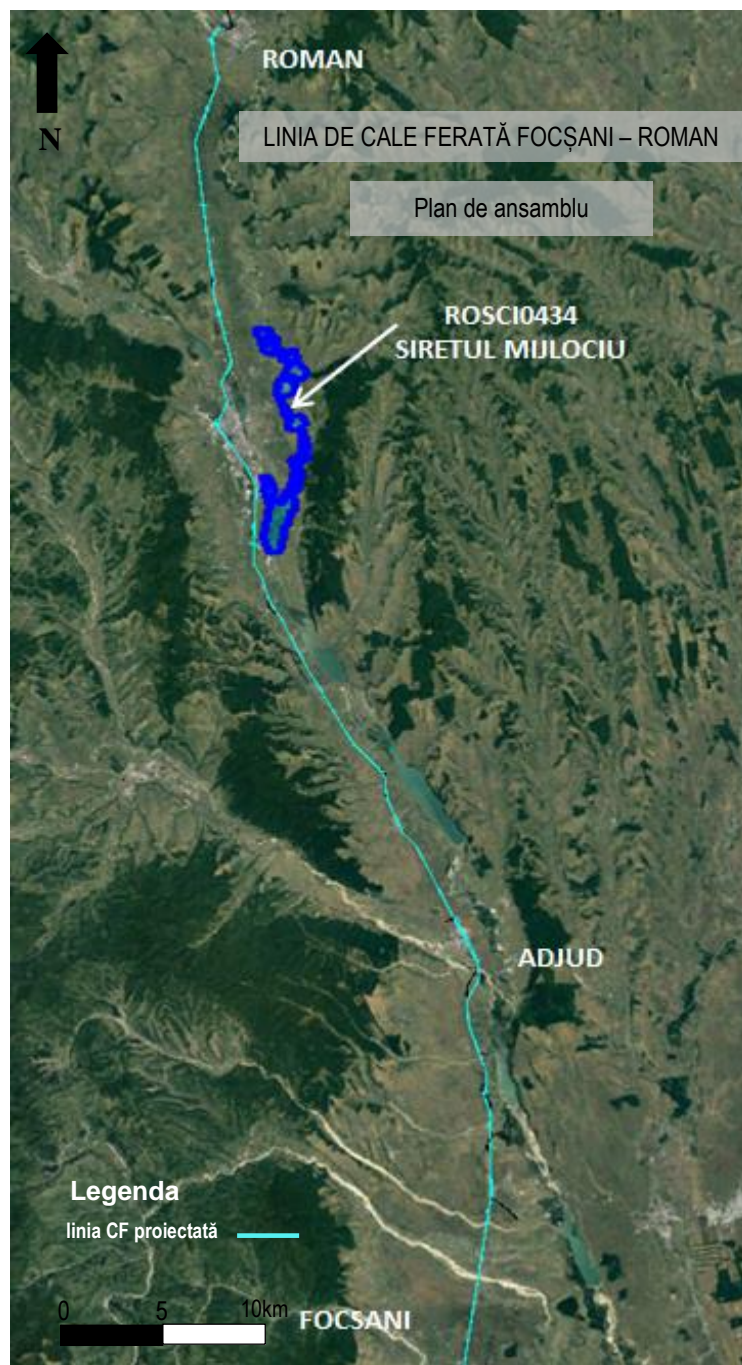 ROMAN
N
LINIA DE CALE FERATĂ FOCȘANI – ROMAN
Plan de ansamblu
ROSCI0434
SIRETUL MIJLOCIU
ADJUD
Legenda
linia CF proiectată
0 5 10km
FOCSANI